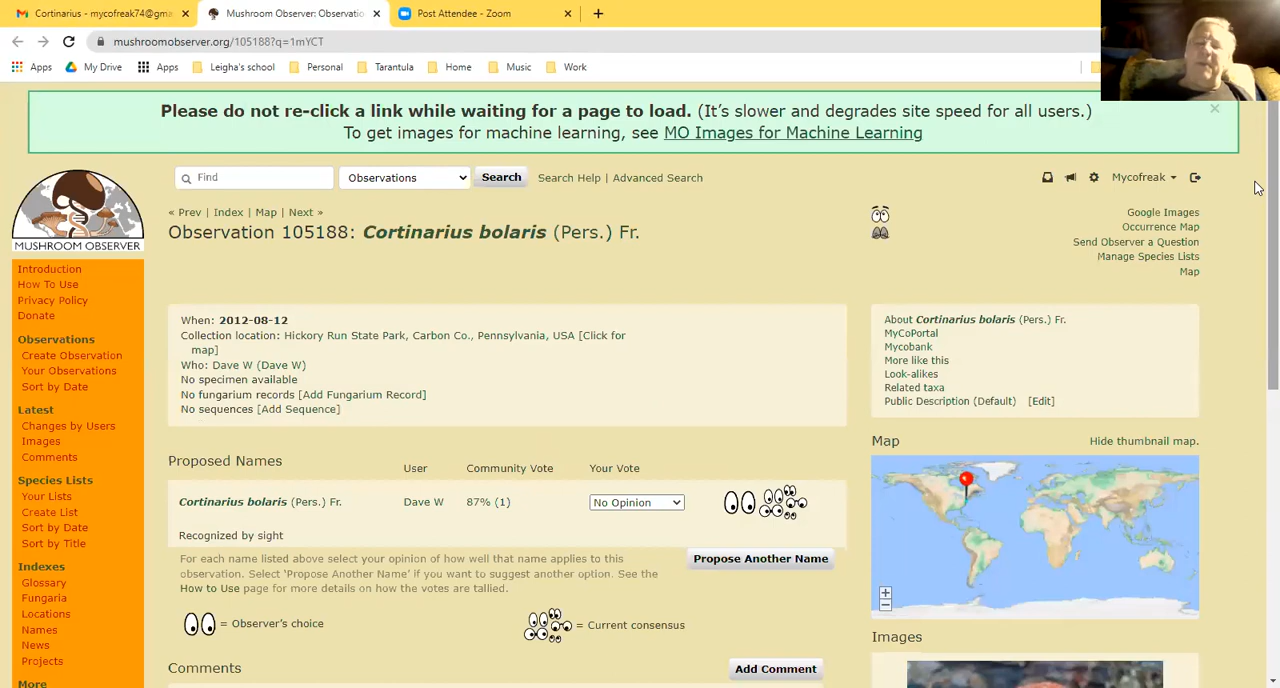 Cortinarius - mycofreak74@gma
Mushroom Observer: Observatio
Post Attendee - Zoom
mushroomobserver.org/105188?q=1mYCT
Apps
My Drive
Apps
Leigha's school
Personal
Tarantula
Home
Music
Work
Please do not re-click a link while waiting for a page to load. (It's slower and degrades site speed for all users.)
To get images for machine learning, see MO Images for Machine Learning
MUSHROOM OBSERVER
Find
Observations
Search
Search Help | Advanced Search
Mycofreak
« Prev | Index | Map | Next »
Observation 105188: Cortinarius bolaris (Pers.) Fr.
Google Images
Occurrence Map
Send Observer a Question
Manage Species Lists
Map
Introduction
How To Use
Privacy Policy
Donate
Observations
Create Observation
Your Observations
Sort by Date
Latest
Changes by Users
Images
Comments
Species Lists
Your Lists
Create List
Sort by Date
Sort by Title
Indexes
Glossary
Fungaria
Locations
Names
News
Projects
More
When: 2012-08-12
Collection location: Hickory Run State Park, Carbon Co., Pennsylvania, USA [Click for
map]
Who: Dave W (Dave W)
No specimen available
No fungarium records [Add Fungarium Record]
No sequences [Add Sequence]
About Cortinarius bolaris (Pers.) Fr.
MyCoPortal
Mycobank
More like this
Look-alikes
Related taxa
Public Description (Default) [Edit]
Proposed Names
User
Community Vote
Your Vote
Cortinarius bolaris (Pers.) Fr.
Dave W
87% (1)
No Opinion
Recognized by sight
For each name listed above select your opinion of how well that name applies to this
observation. Select 'Propose Another Name' if you want to suggest another option. See the
How to Use page for more details on how the votes are tallied.
Propose Another Name
= Observer's choice
= Current consensus
Comments
Add Comment
Map
Hide thumbnail map.
Images